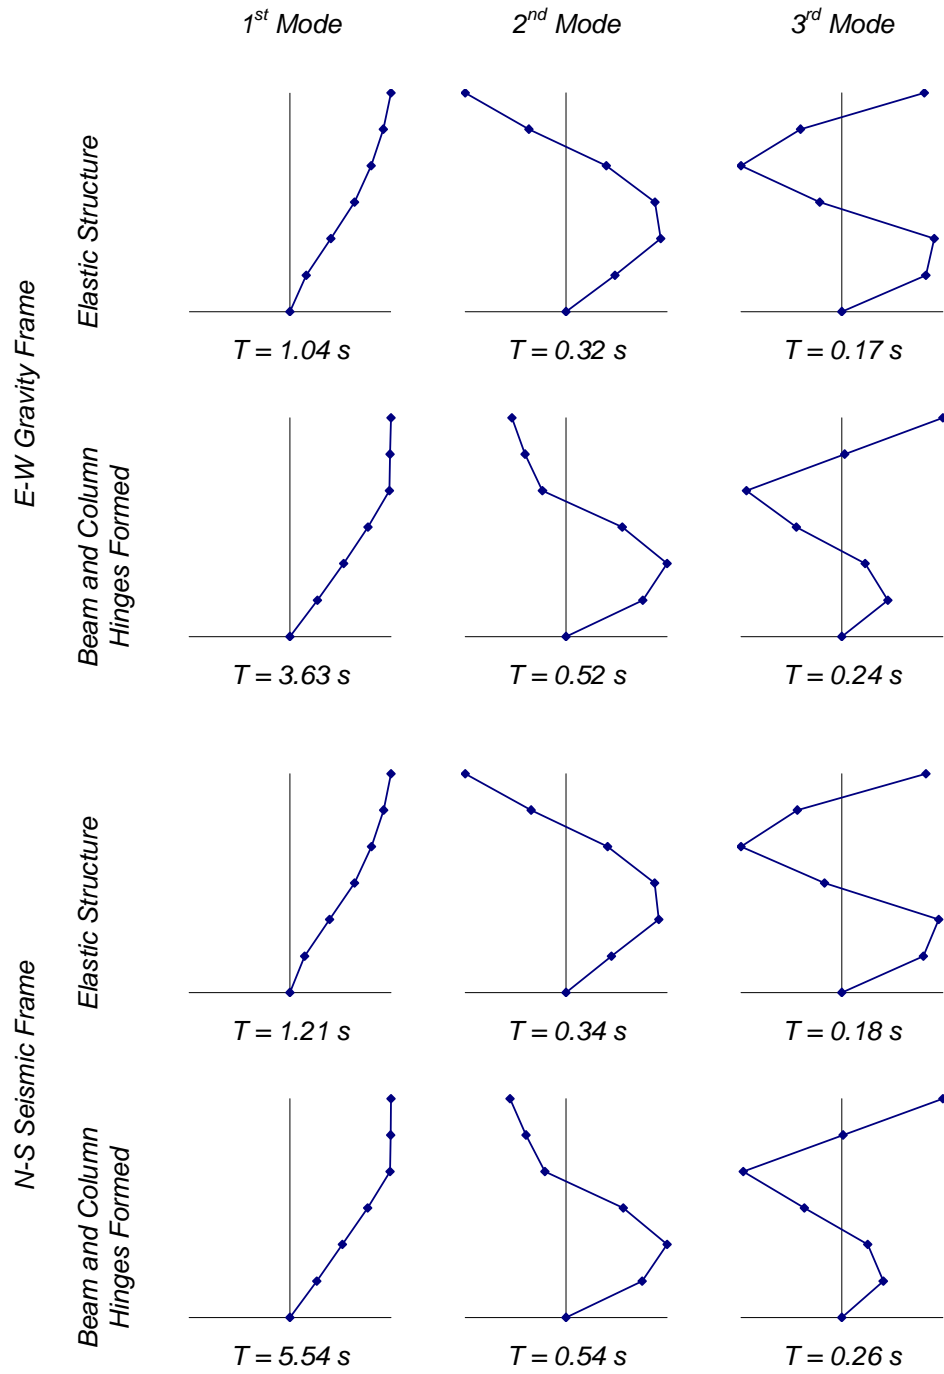 1st Mode
2nd Mode
3rd Mode
E-W Gravity Frame
Elastic Structure
T = 1.04 s
T = 0.32 s
T = 0.17 s
Beam and Column
Hinges Formed
T = 3.63 s
T = 0.52 s
T = 0.24 s
N-S Seismic Frame
Elastic Structure
T = 1.21 s
T = 0.34 s
T = 0.18 s
Beam and Column
Hinges Formed
T = 5.54 s
T = 0.54 s
T = 0.26 s